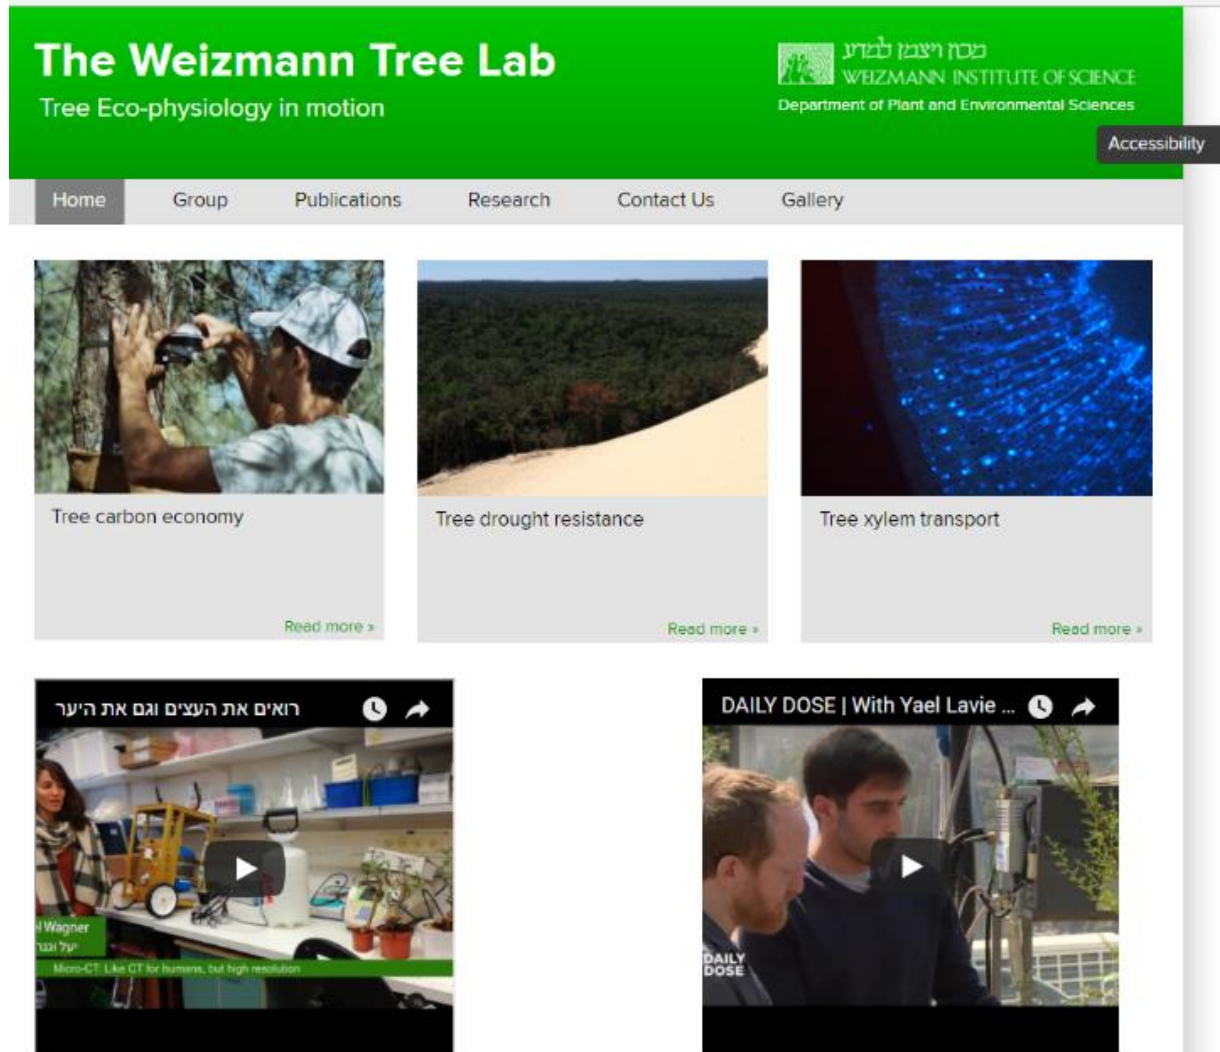 The Weizmann Tree Lab
Tree Eco-physiology in motion
מכון ויצמן למדע
WEIZMANN INSTITUTE OF SCIENCE
Department of Plant and Environmental Sciences
Accessibility
Home Group Publications Research Contact Us Gallery
Tree carbon economy
Read more »
Tree drought resistance
Read more »
Tree xylem transport
Read more »
רואים את העצים וגם את היער
Wagner
יעל וגנר
Micro-CT: Like CT for humans, but high resolution
DAILY DOSE | With Yael Lavie ...
DAILY
DOSE